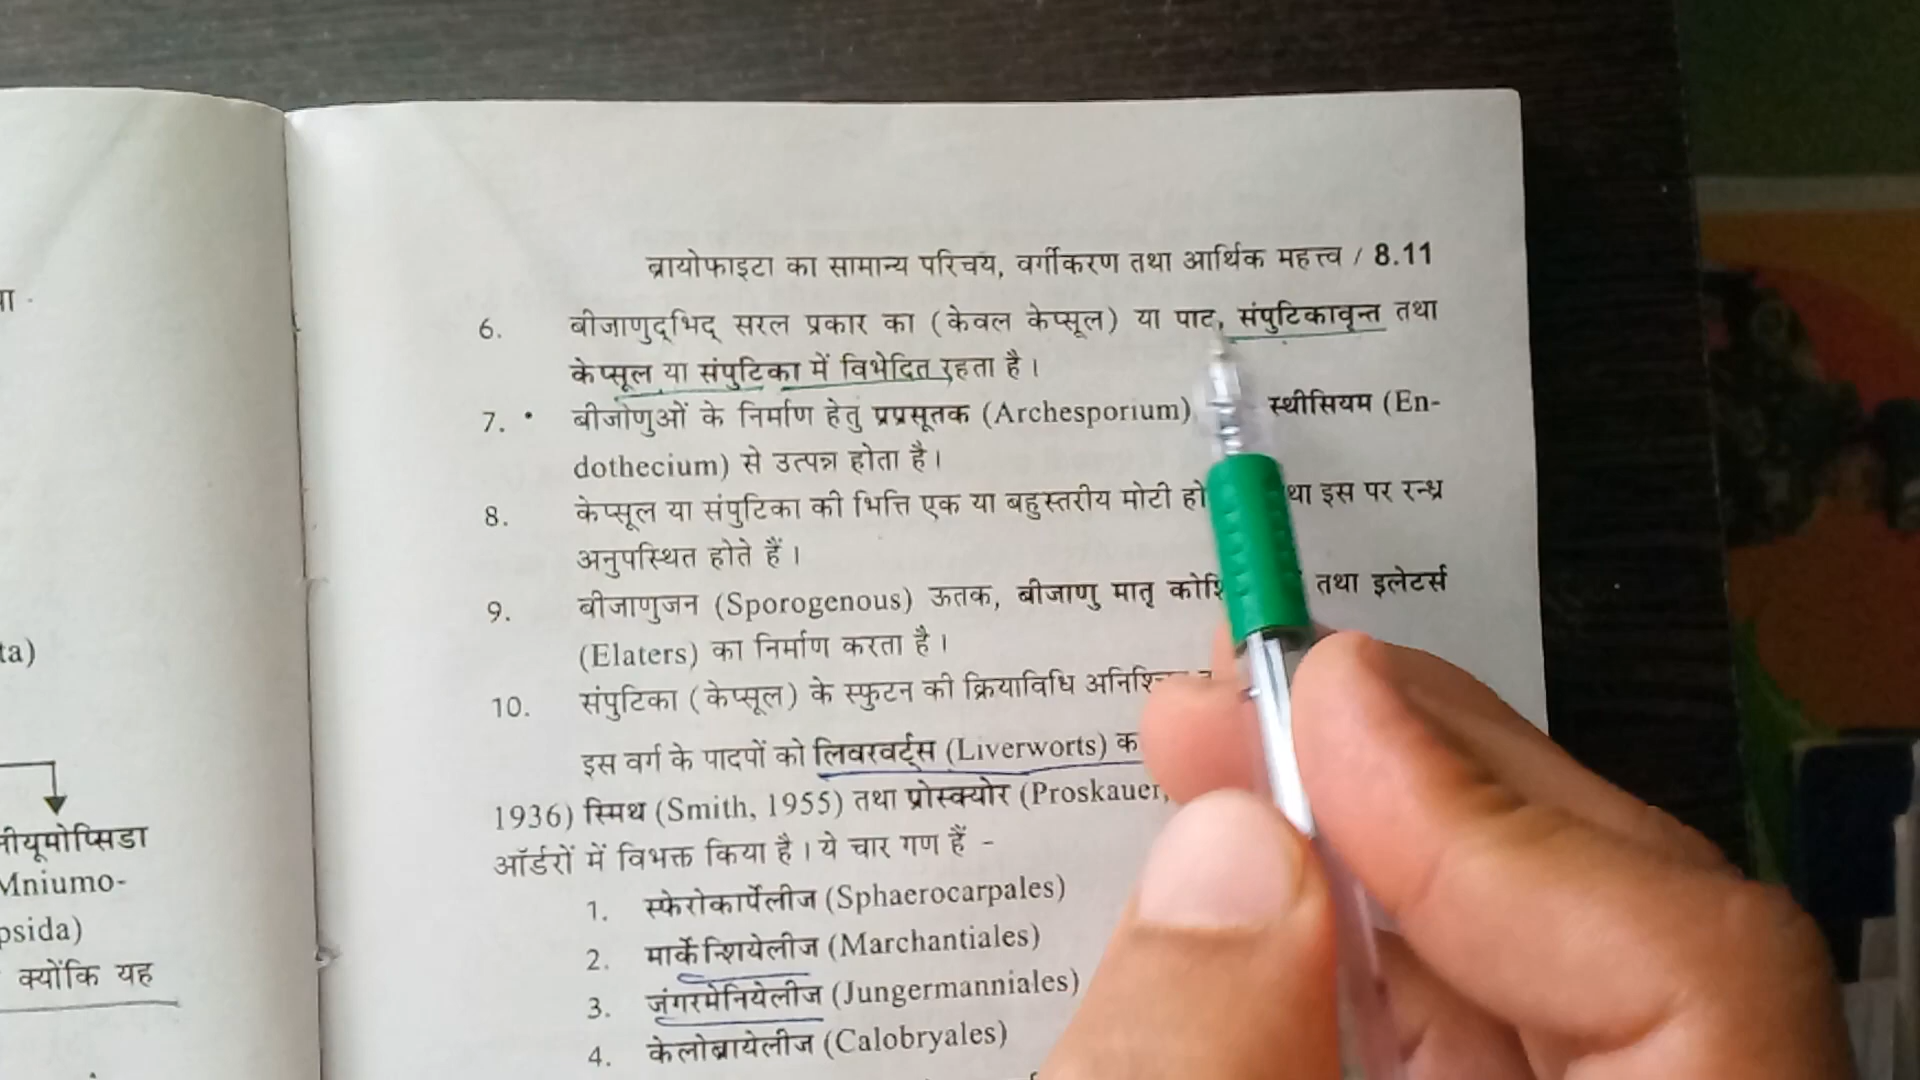 ta)
नीयूमोप्सिडा
Mniumo-
psida)
क्योंकि यह
ब्रायोफाइटा का सामान्य परिचय, वर्गीकरण तथा आर्थिक महत्त्व / 8.11
6. बीजाणुद्भिद् सरल प्रकार का (केवल केप्सूल) या पाद, संपुटिकावृन्त तथा
केप्सूल या संपुटिका में विभेदित रहता है।
7. बीजाणुओं के निर्माण हेतु प्रप्रसूतक (Archesporium) स्थीसियम (En-
dothecium) से उत्पन्न होता है।
8. केप्सूल या संपुटिका की भित्ति एक या बहुस्तरीय मोटी हो था इस पर रन्ध्र
अनुपस्थित होते हैं।
9. बीजाणुजन (Sporogenous) ऊतक, बीजाणु मातृ तथा इलेटर्स
(Elaters) का निर्माण करता है।
10. संपुटिका (केप्सूल) के स्फुटन की क्रियाविधि
इस वर्ग के पादपों को लिवरवर्ट्स (Liverworts) क
1936) स्मिथ (Smith, 1955) तथा प्रोस्क्योर (Proskauer,
ऑर्डरों में विभक्त किया है। ये चार गण हैं -
1. स्फेरोकार्पेलीज (Sphaerocarpales)
2. मार्केन्शियेलीज (Marchantiales)
3. जंगरमेनियेलीज (Jungermanniales)
4. केलोब्रायेलीज (Calobryales)